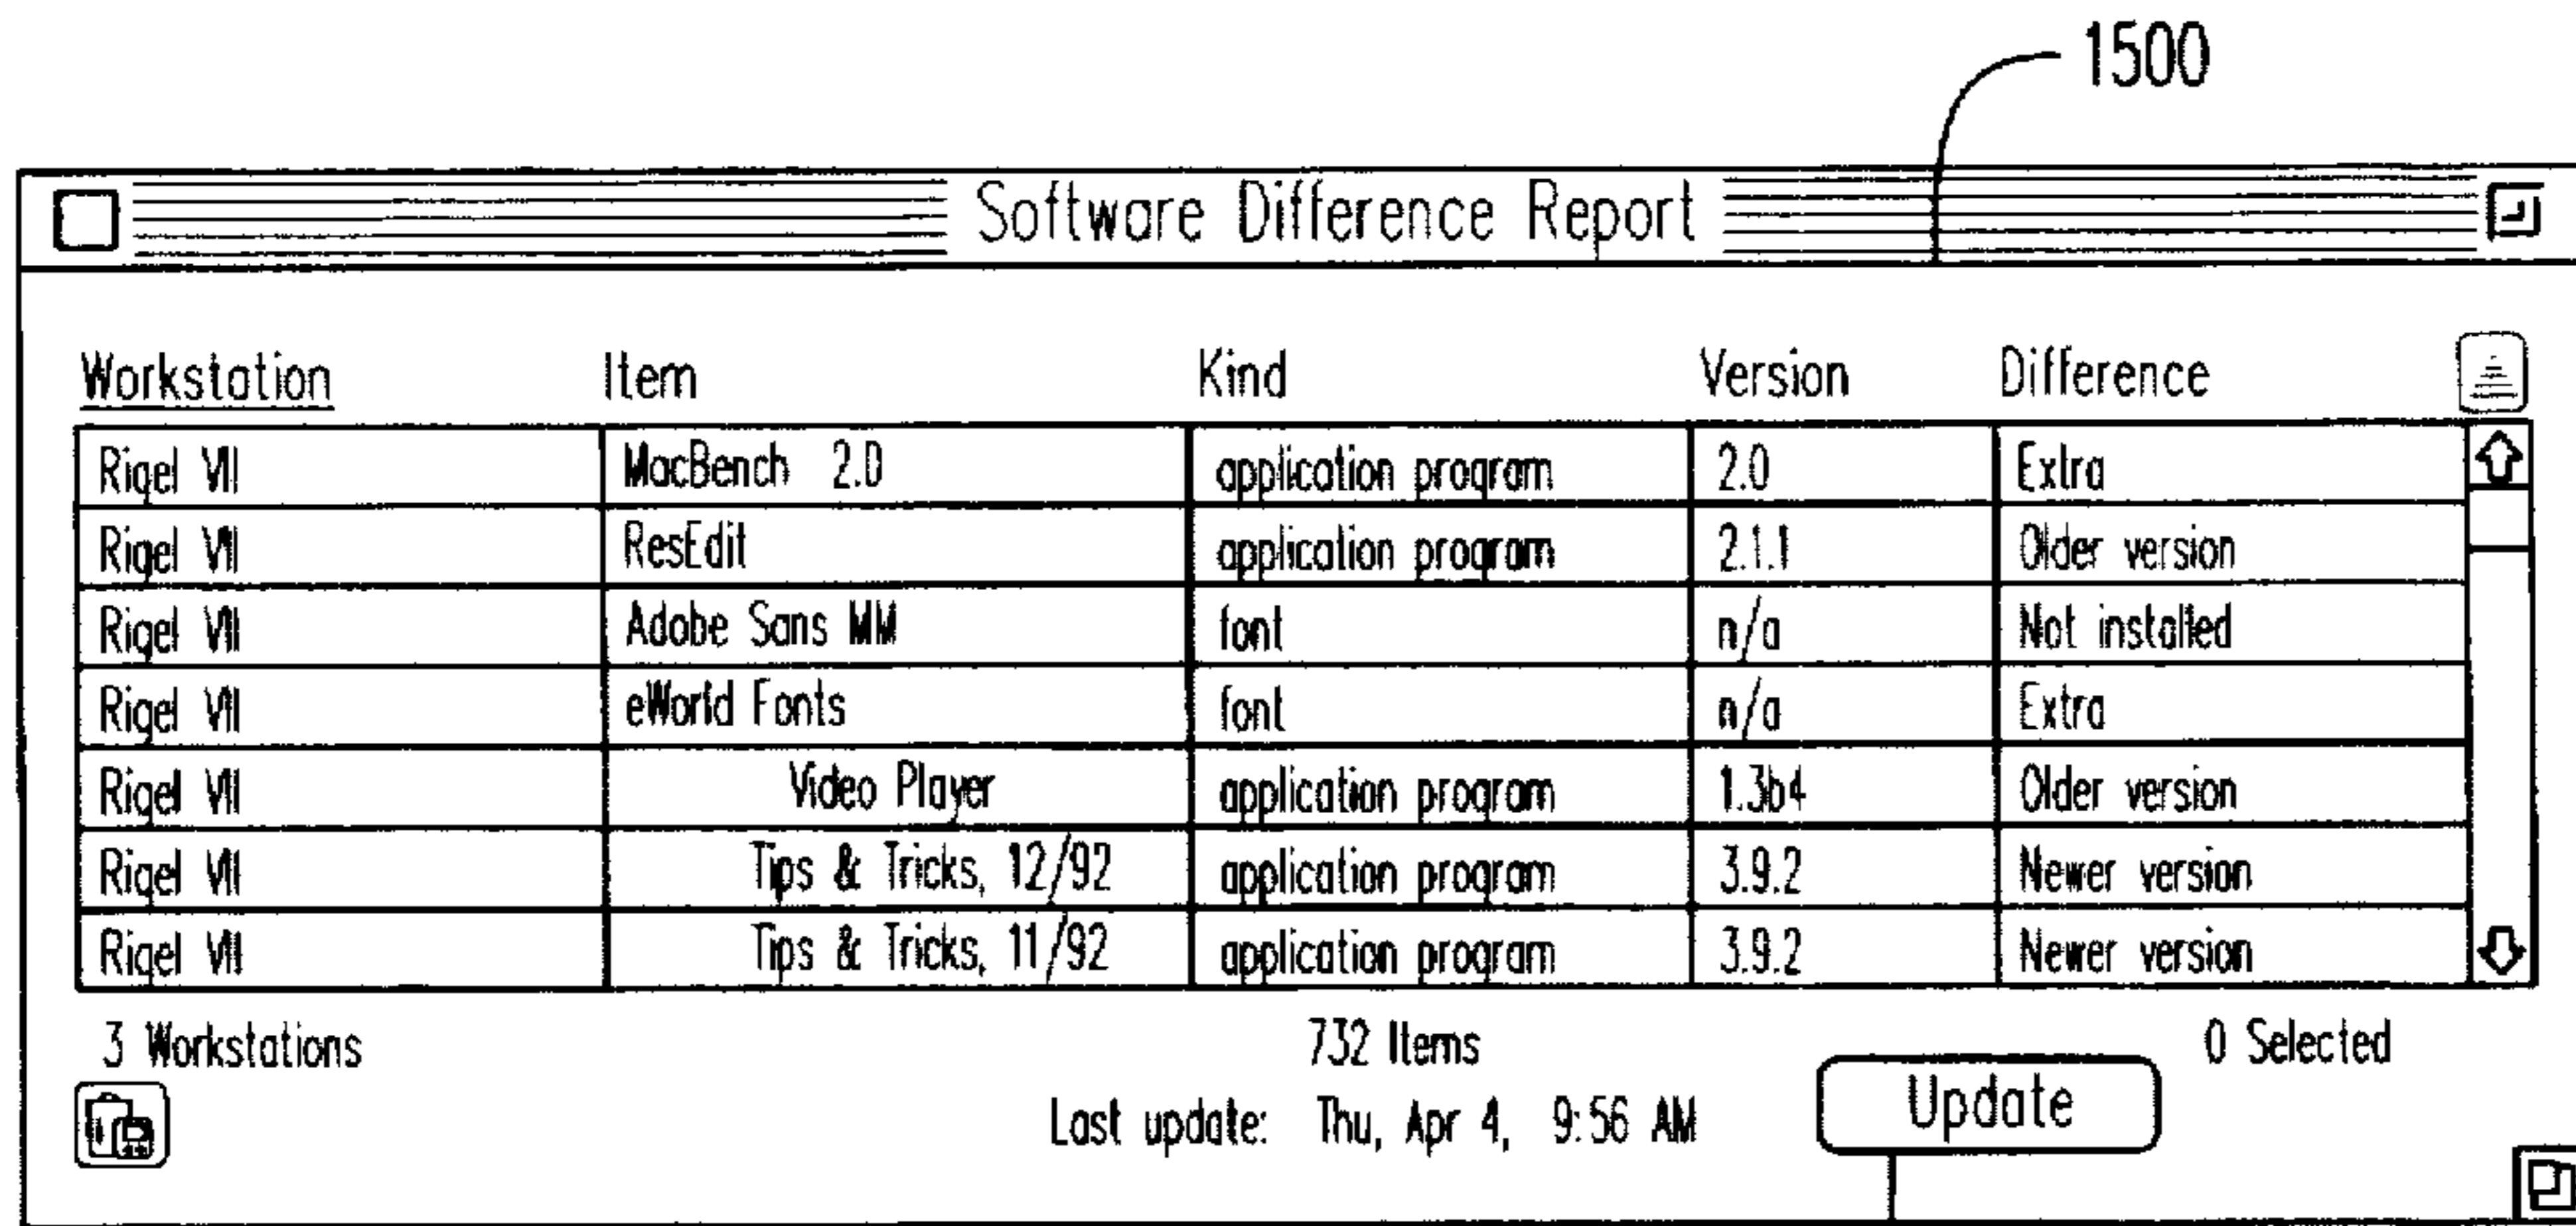 1500
Software Difference Report
Workstation Item Kind Version Difference
Rigel VII MacBench 2.0 application program 2.0 Extra
Rigel VII ResEdit application program 2.1.1 Older version
Rigel VII Adobe Sans MM font n/a Not installed
Rigel VII eWorld Fonts font n/a Extra
Rigel VII Video Player application program 1.3b4 Older version
Rigel VII Tips & Tricks, 12/92 application program 3.9.2 Newer version
Rigel VII Tips & Tricks, 11/92 application program 3.9.2 Newer version
3 Workstations 732 Items 0 Selected
Last update: Thu, Apr 4, 9:56 AM Update